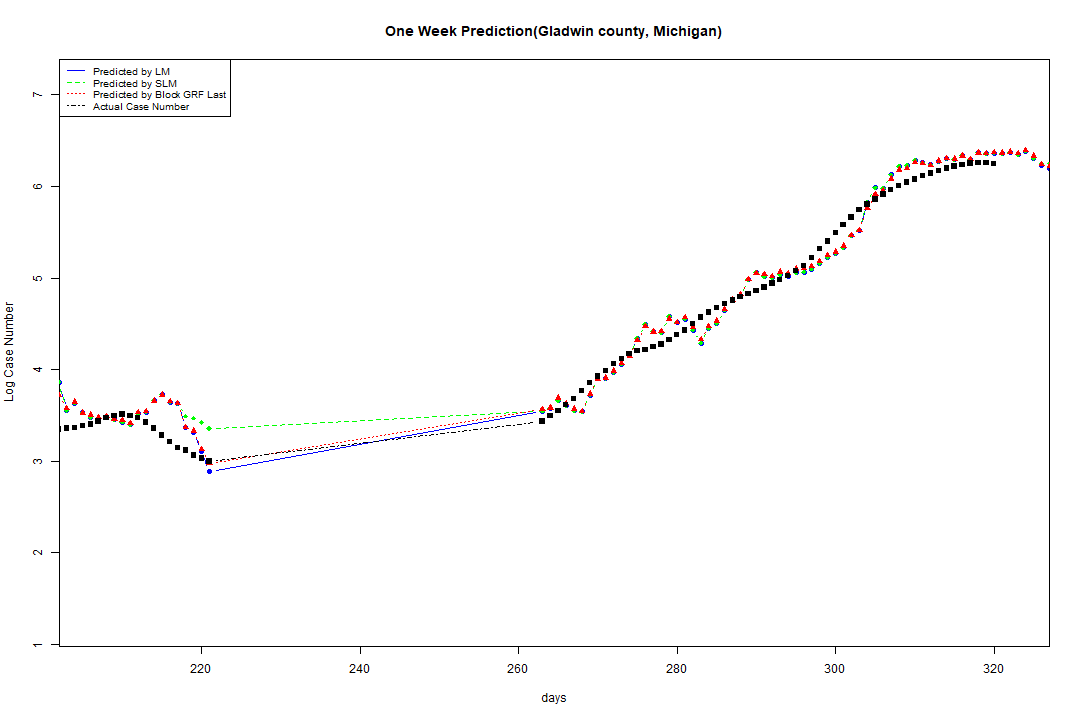 One Week Prediction(Gladwin county, Michigan)
Predicted by LM
Predicted by SLM
Predicted by Block GRF Last
Actual Case Number
7
6
5
4
3
2
1
Log Case Number
220 240 260 280 300 320
days